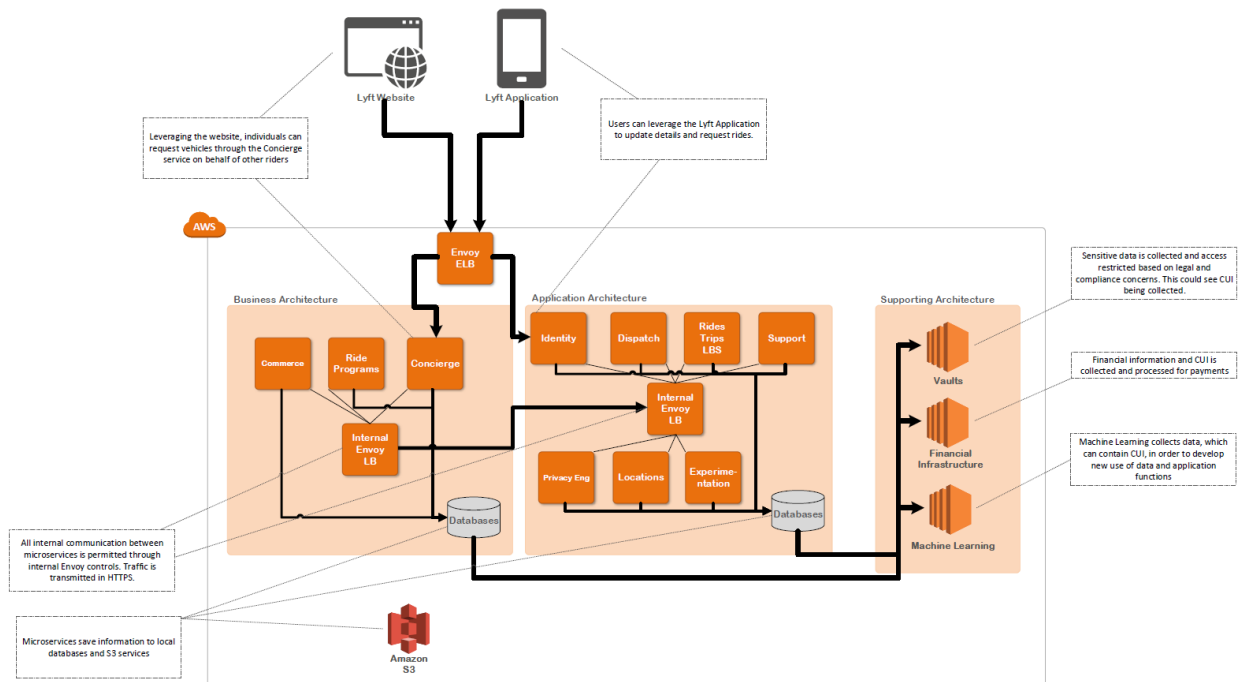 Lyft Website
Lyft Application
Leveraging the website, individuals can
request vehicles through the Concierge
service on behalf of other riders
Users can leverage the Lyft Application
to update details and request rides.
AWS
Envoy
ELB
Sensitive data is collected and access
restricted based on legal and
compliance concerns. This could see CUI
being collected.
Business Architecture
Application Architecture
Supporting Architecture
Commerce
Ride
Programs
Concierge
Identity
Dispatch
Rides
Trips
LBS
Support
Vaults
Financial information and CUI is
collected and processed for payments
Internal
Envoy
LB
Internal
Envoy
LB
Financial
Infrastructure
Machine Learning collects data, which
can contain CUI, in order to develop
new use of data and application
functions
Privacy Eng
Locations
Experime-
ntation
Databases
Databases
Machine Learning
All internal communication between
microservices is permitted through
internal Envoy controls. Traffic is
transmitted in HTTPS.
Microservices save information to local
databases and S3 services
Amazon
S3